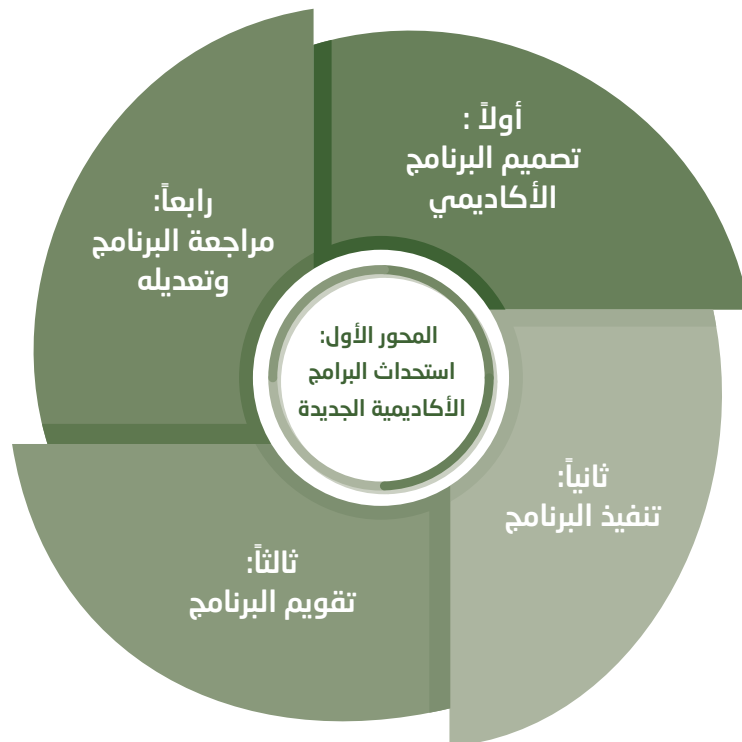 المحور الأول:
استحداث البرامج
الأكاديمية الجديدة
أولاً :
تصميم البرنامج
الأكاديمي
ثانياً:
تنفيذ البرنامج
ثالثاً:
تقويم البرنامج
رابعاً:
مراجعة البرنامج
وتعديله